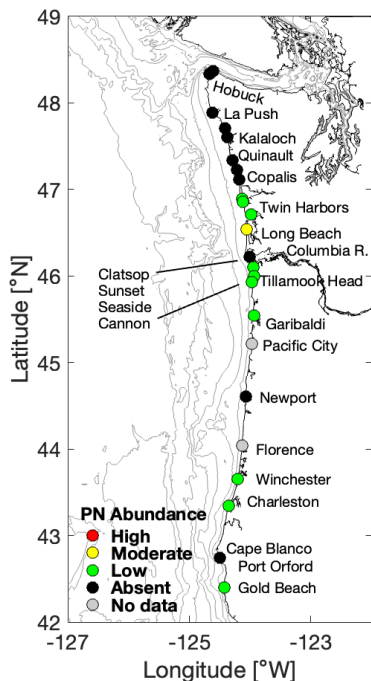 49
48
47
46
45
44
43
42
Latitude [°N]
Hobuck
La Push
Kalaloch
Quinault
Copalis
Twin Harbors
Long Beach
Columbia R.
Clatsop
Sunset
Seaside
Cannon
Tillamook Head
Garibaldi
Pacific City
Newport
Florence
Winchester
Charleston
Cape Blanco
Port Orford
Gold Beach
PN Abundance
High
Moderate
Low
Absent
No data
-127
-125
-123
Longitude [°W]